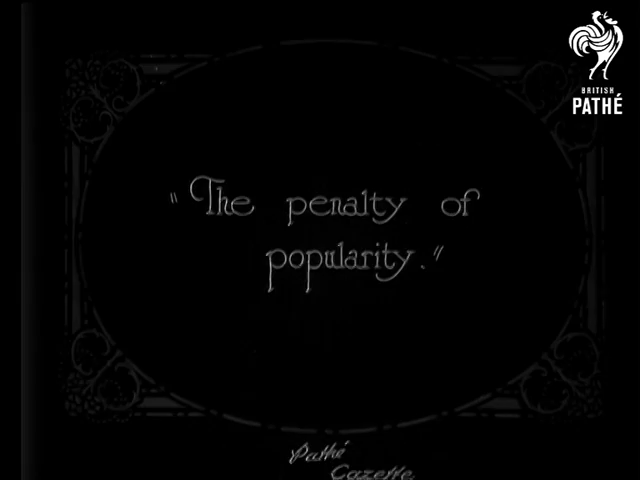 BRITISH
PATHÉ
"The penalty of
popularity."
Pathé
Gazette